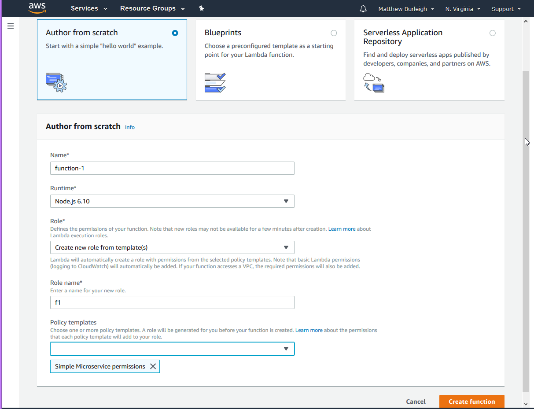 aws Services Resource Groups Matthew Durleigh N. Virginia Support
Author from scratch
Start with a simple "hello world" example.
Blueprints
Choose a preconfigured template as a starting
point for your Lambda function.
Serverless Application
Repository
Find and deploy serverless apps published by
developers, companies, and partners on AWS.
Author from scratch Info
Name*
function-1
Runtime*
Node.js 6.10
Role*
Defines the permissions of your function. Note that new roles may not be available for a few minutes after creation. Learn more about
Lambda execution roles.
Create new role from template(s)
Lambda will automatically create a role with permissions from the selected policy templates. Note that basic Lambda permissions
(logging to CloudWatch) will automatically be added. If your function accesses a VPC, the required permissions will also be added.
Role name*
Enter a name for your new role.
f1
Policy templates
Choose one or more policy templates. A role will be generated for you before your function is created. Learn more about the permissions
that each policy template will add to your role.
Simple Microservice permissions
Cancel Create function